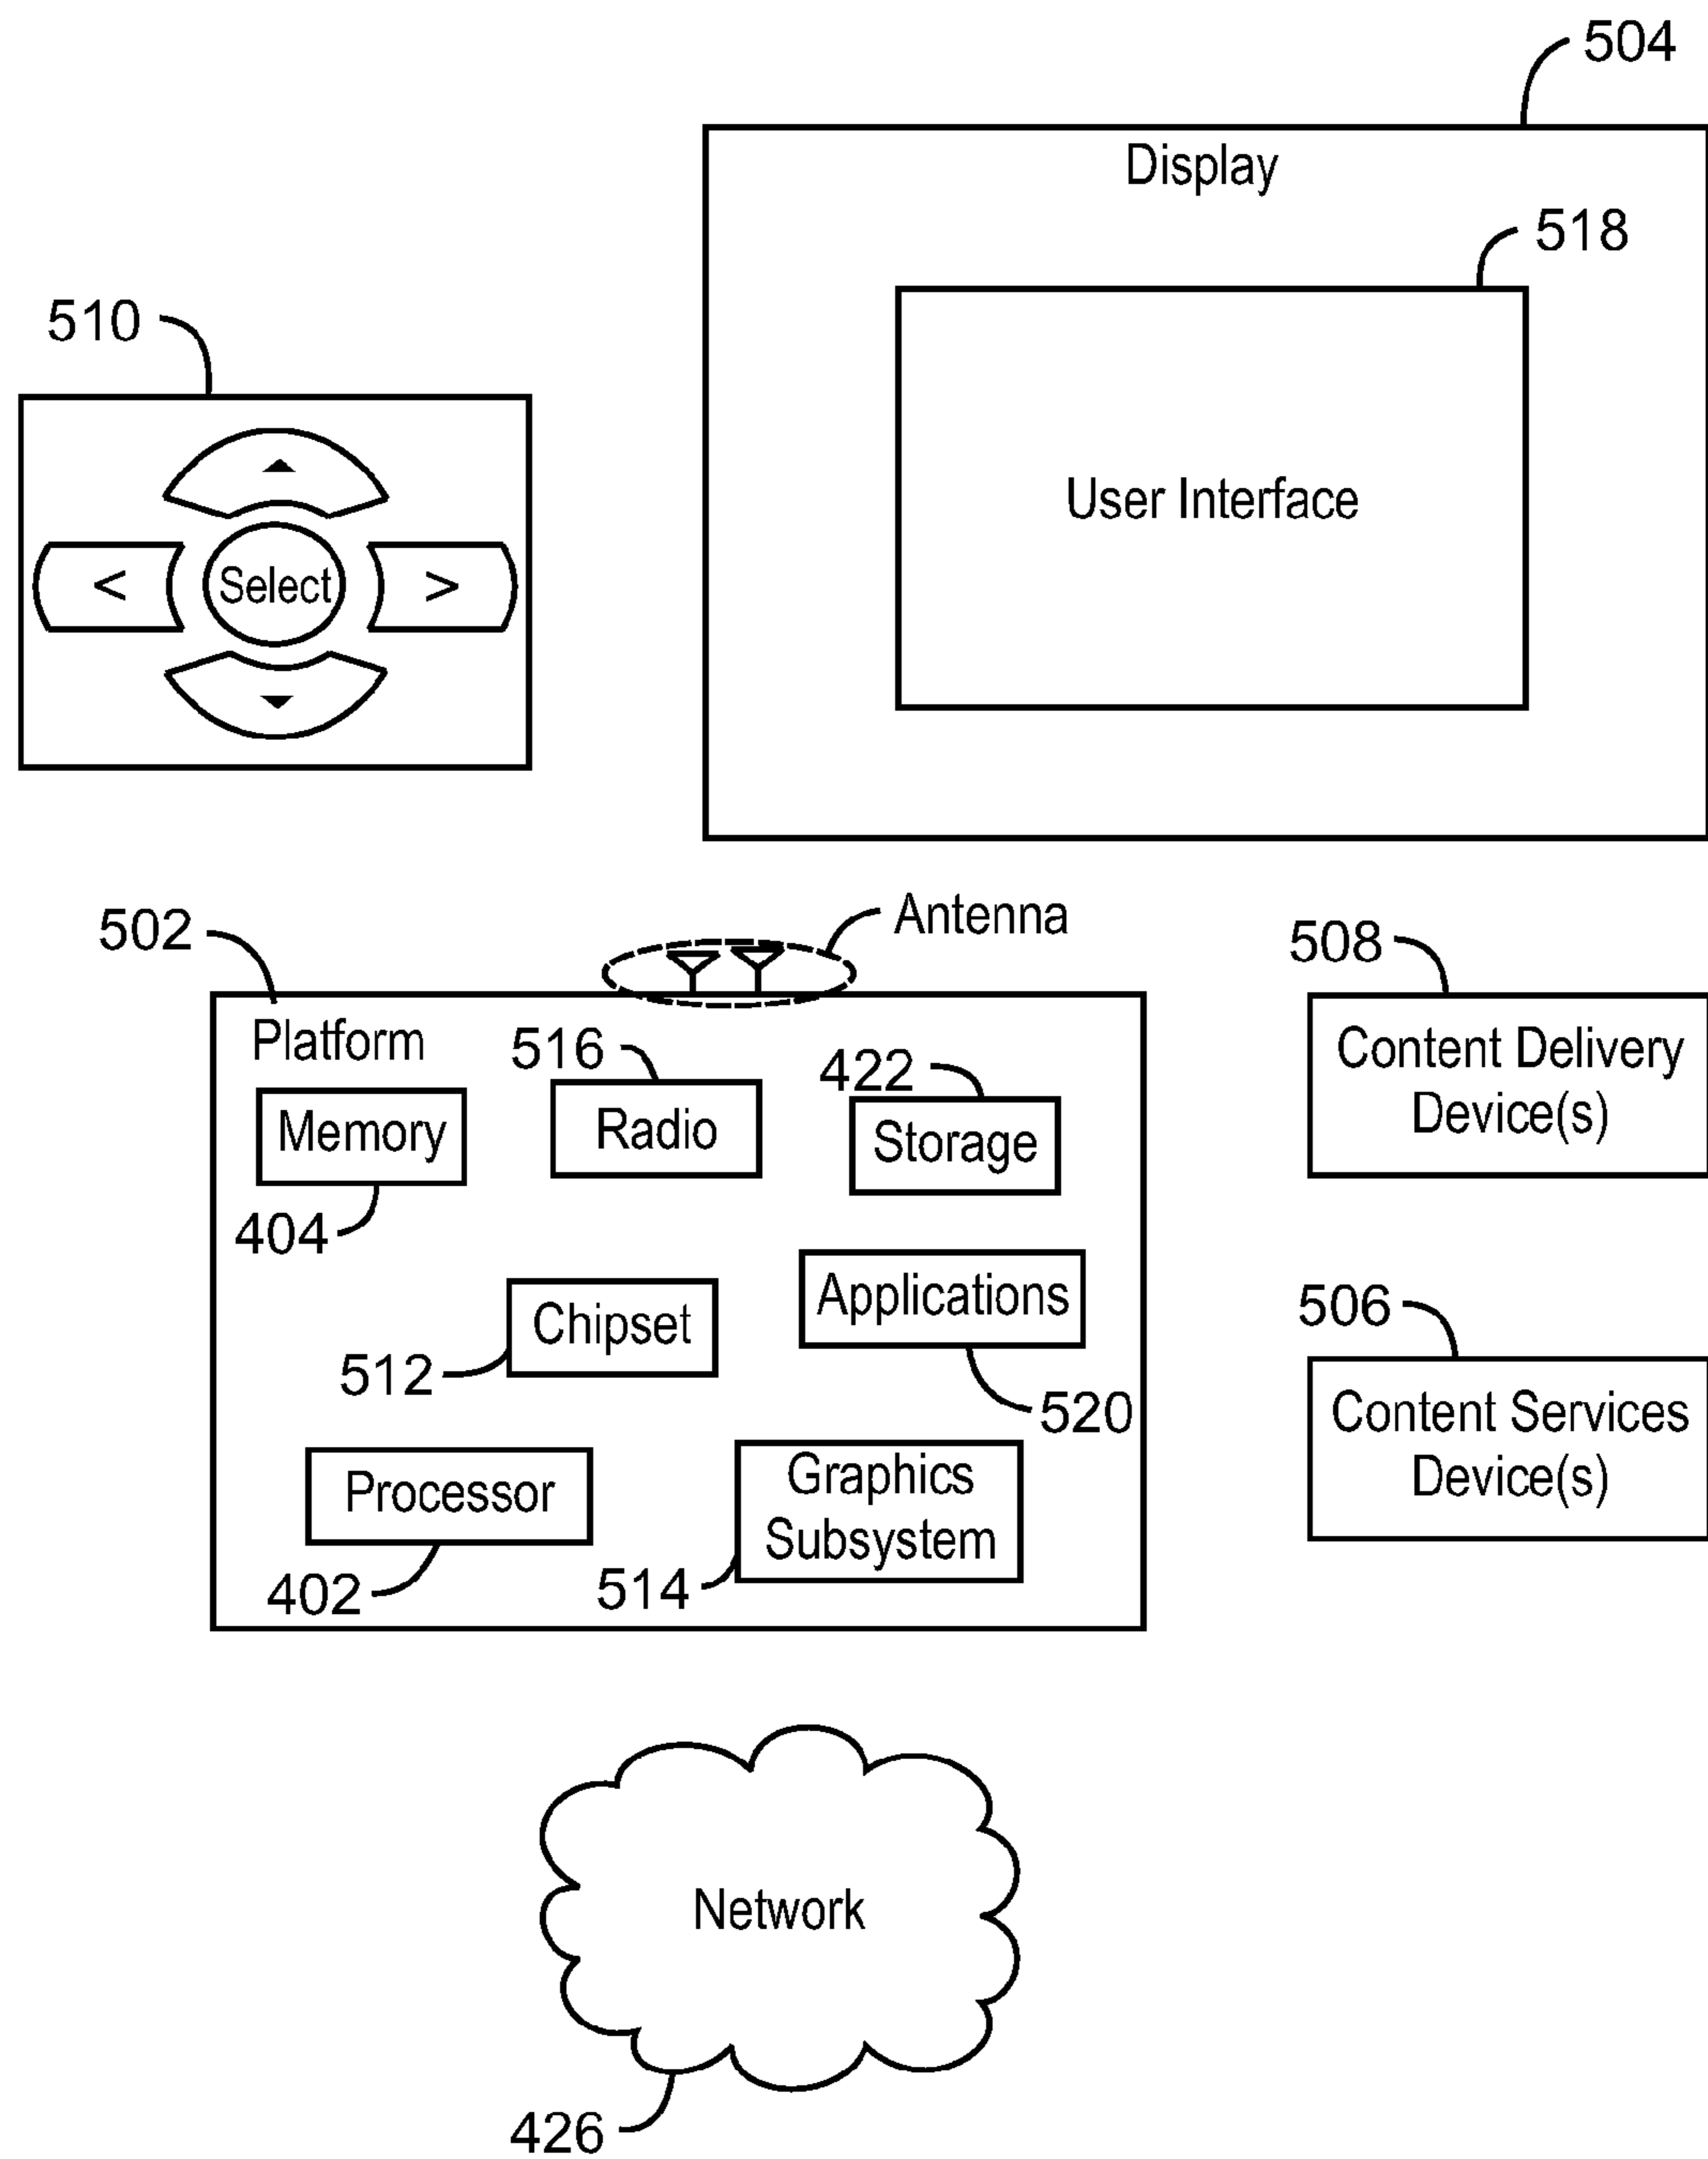 504
Display
518
User Interface
510
<
Select
>
Antenna
502
Platform
516
Radio
422
Storage
Memory
404
Chipset
512
Applications
520
Processor
402
Graphics
Subsystem
514
508
Content Delivery
Device(s)
506
Content Services
Device(s)
Network
426